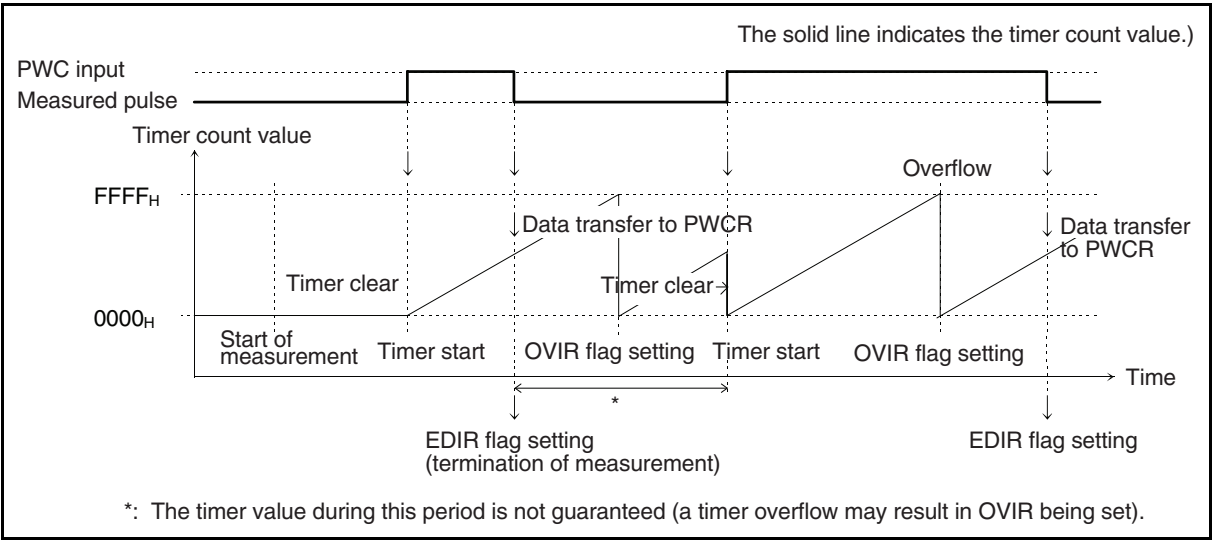 The solid line indicates the timer count value.)
PWC input
Measured pulse
Timer count value
Overflow
FFFFH
Data transfer to PWCR
Data transfer
to PWCR
Timer clear
Timer clear
0000H
Start of
measurement
Timer start
OVIR flag setting
Timer start
OVIR flag setting
Time
*
EDIR flag setting
(termination of measurement)
EDIR flag setting
*: The timer value during this period is not guaranteed (a timer overflow may result in OVIR being set).